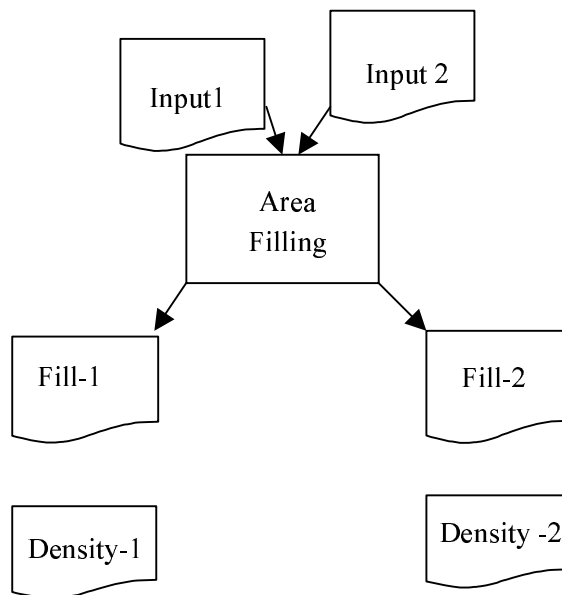 Input1
Input 2
Area
Filling
Fill-1
Fill-2
Density-1
Density -2